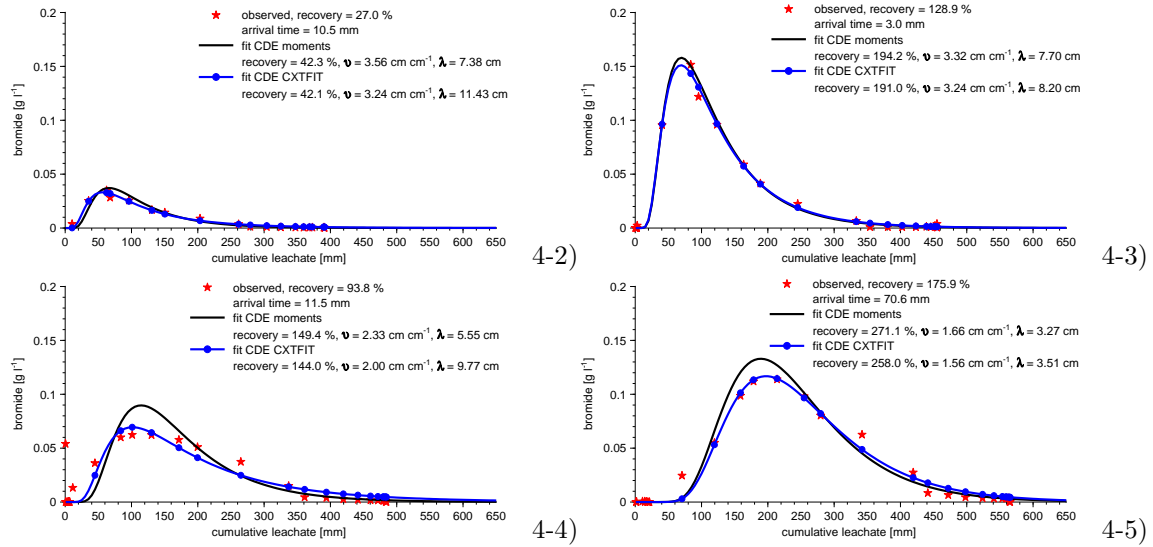 observed, recovery = 27.0 %
arrival time = 10.5 mm
fit CDE moments
recovery = 42.3 %, υ = 3.56 cm cm⁻¹, λ = 7.38 cm
fit CDE CXTFIT
recovery = 42.1 %, υ = 3.24 cm cm⁻¹, λ = 11.43 cm
bromide [g l⁻¹]
0.2
0.15
0.1
0.05
0
0 50 100 150 200 250 300 350 400 450 500 550 600 650
cumulative leachate [mm]
4-2)
observed, recovery = 128.9 %
arrival time = 3.0 mm
fit CDE moments
recovery = 194.2 %, υ = 3.32 cm cm⁻¹, λ = 7.70 cm
fit CDE CXTFIT
recovery = 191.0 %, υ = 3.24 cm cm⁻¹, λ = 8.20 cm
bromide [g l⁻¹]
0.2
0.15
0.1
0.05
0
0 50 100 150 200 250 300 350 400 450 500 550 600 650
cumulative leachate [mm]
4-3)
observed, recovery = 93.8 %
arrival time = 11.5 mm
fit CDE moments
recovery = 149.4 %, υ = 2.33 cm cm⁻¹, λ = 5.55 cm
fit CDE CXTFIT
recovery = 144.0 %, υ = 2.00 cm cm⁻¹, λ = 9.77 cm
bromide [g l⁻¹]
0.2
0.15
0.1
0.05
0
0 50 100 150 200 250 300 350 400 450 500 550 600 650
cumulative leachate [mm]
4-4)
observed, recovery = 175.9 %
arrival time = 70.6 mm
fit CDE moments
recovery = 271.1 %, υ = 1.66 cm cm⁻¹, λ = 3.27 cm
fit CDE CXTFIT
recovery = 258.0 %, υ = 1.56 cm cm⁻¹, λ = 3.51 cm
bromide [g l⁻¹]
0.2
0.15
0.1
0.05
0
0 50 100 150 200 250 300 350 400 450 500 550 600 650
cumulative leachate [mm]
4-5)